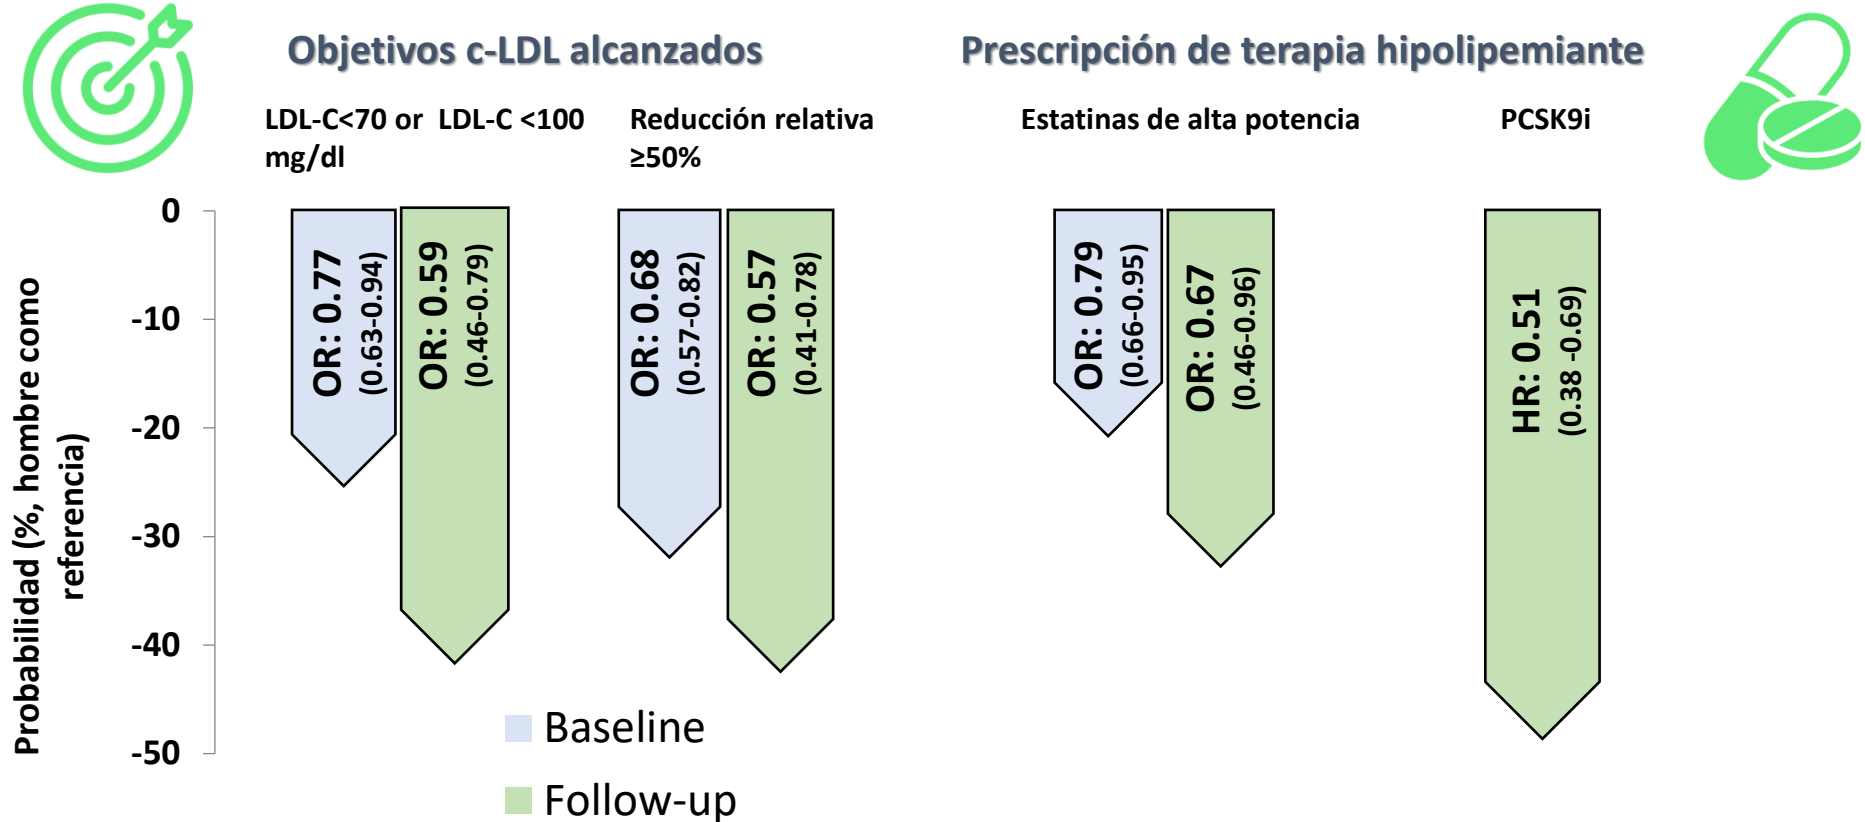 Objetivos c-LDL alcanzados
Prescripción de terapia hipolipemiante
LDL-C<70 or LDL-C <100
mg/dl
Reducción relativa
≥50%
Estatinas de alta potencia
PCSK9i
Probabilidad (%, hombre como
referencia)
0
-10
-20
-30
-40
-50
OR: 0.77
(0.63-0.94)
OR: 0.59
(0.46-0.79)
OR: 0.68
(0.57-0.82)
OR: 0.57
(0.41-0.78)
OR: 0.79
(0.66-0.95)
OR: 0.67
(0.46-0.96)
HR: 0.51
(0.38 -0.69)
Baseline
Follow-up